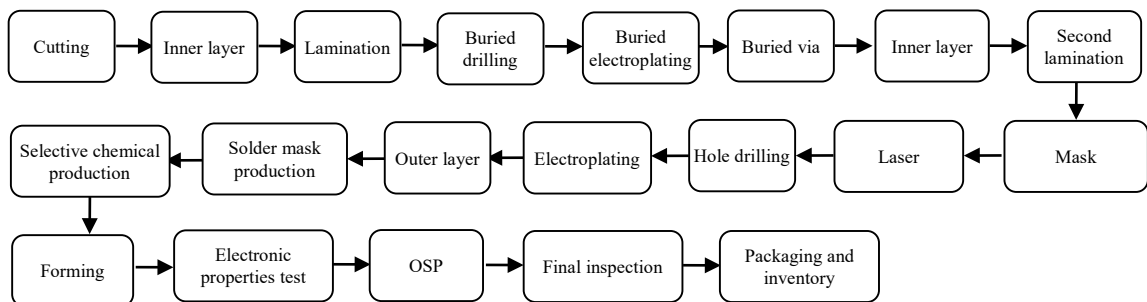 Cutting
Inner layer
Lamination
Buried
drilling
Buried
electroplating
Buried via
Inner layer
Second
lamination
Mask
Laser
Hole drilling
Electroplating
Outer layer
Solder mask
production
Selective chemical
production
Forming
Electronic
properties test
OSP
Final inspection
Packaging and
inventory